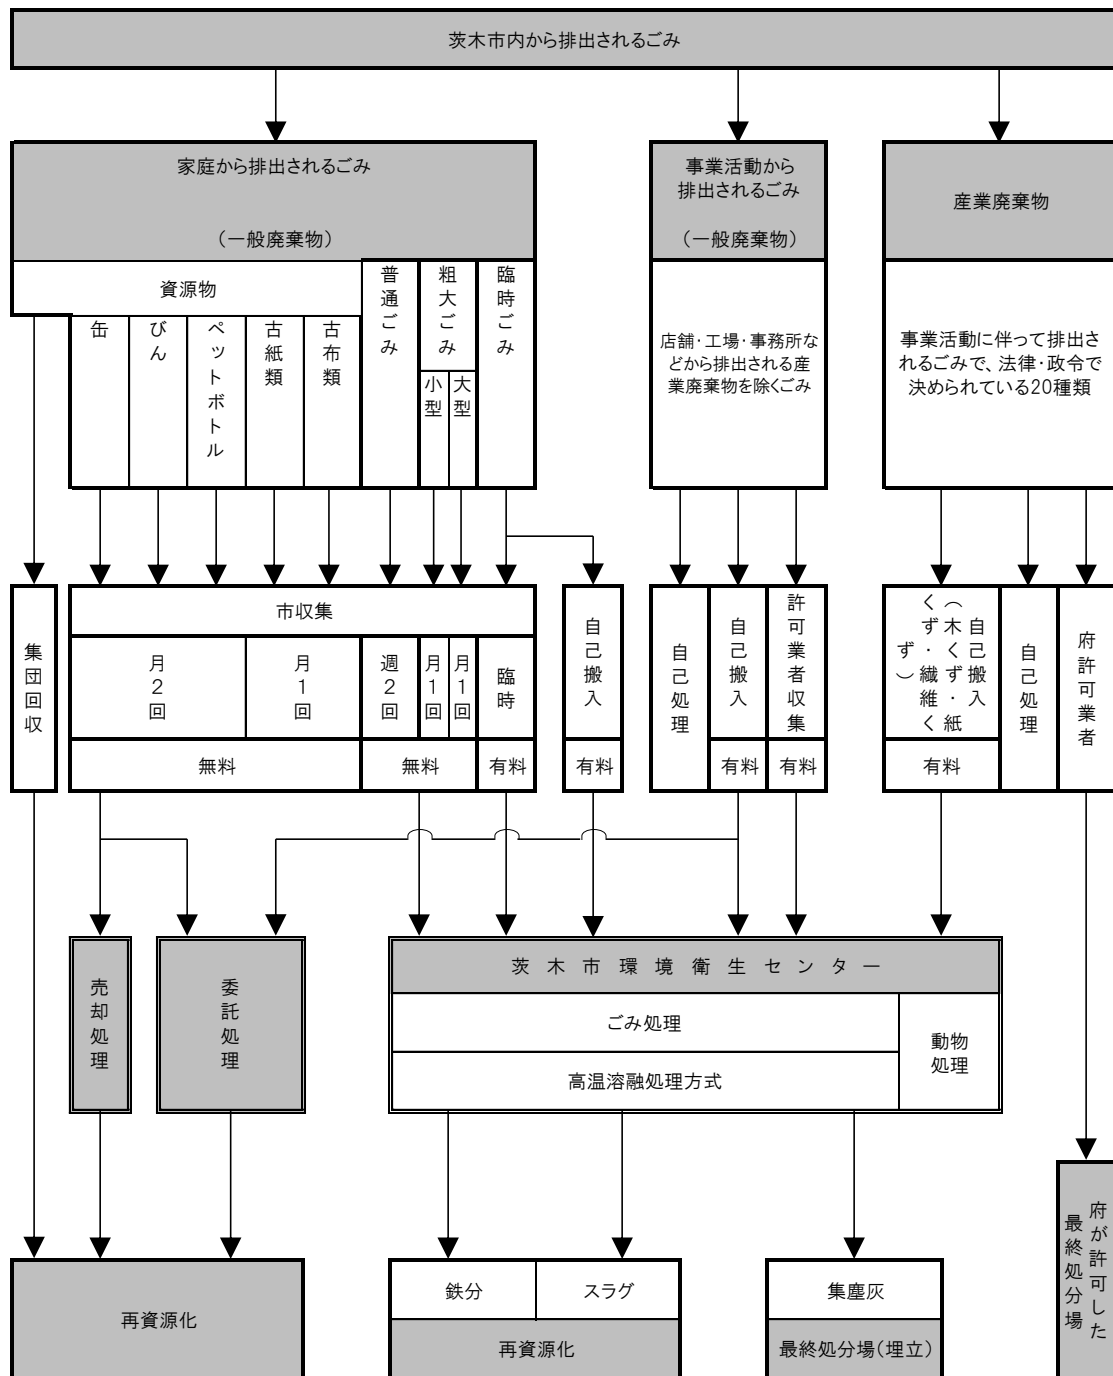 茨木市内から排出されるごみ
家庭から排出されるごみ
（一般廃棄物）
事業活動から
排出されるごみ
（一般廃棄物）
産業廃棄物
資源物
缶
びん
ペットボトル
古紙類
古布類
普通ごみ
粗大ごみ
小型
大型
臨時ごみ
店舗・工場・事務所な
どから排出される産
業廃棄物を除くごみ
事業活動に伴って排出さ
れるごみで、法律・政令で
決められている20種類
集団回収
市収集
月2回
月1回
週2回
月1回
月1回
臨時
無料
無料
有料
自己搬入
有料
自己処理
自己搬入
有料
許可業者収集
有料
自己搬入
（木くず・紙
くず・繊維く
ず）
有料
自己処理
府許可業者
売却処理
委託処理
茨木市環境衛生センター
ごみ処理
高温溶融処理方式
動物
処理
再資源化
鉄分
スラグ
再資源化
集塵灰
最終処分場（埋立）
府が許可した
最終処分場